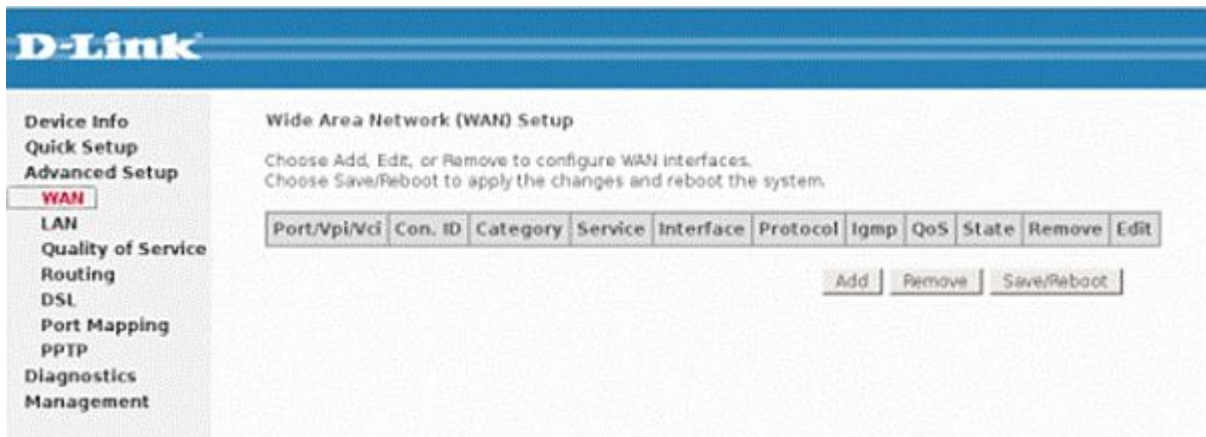 D-Link
Device Info
Quick Setup
Advanced Setup
WAN
LAN
Quality of Service
Routing
DSL
Port Mapping
PPTP
Diagnostics
Management
Wide Area Network (WAN) Setup
Choose Add, Edit, or Remove to configure WAN interfaces.
Choose Save/Reboot to apply the changes and reboot the system.
Port/Vpi/Vci Con. ID Category Service Interface Protocol Igmp QoS State Remove Edit
Add Remove Save/Reboot